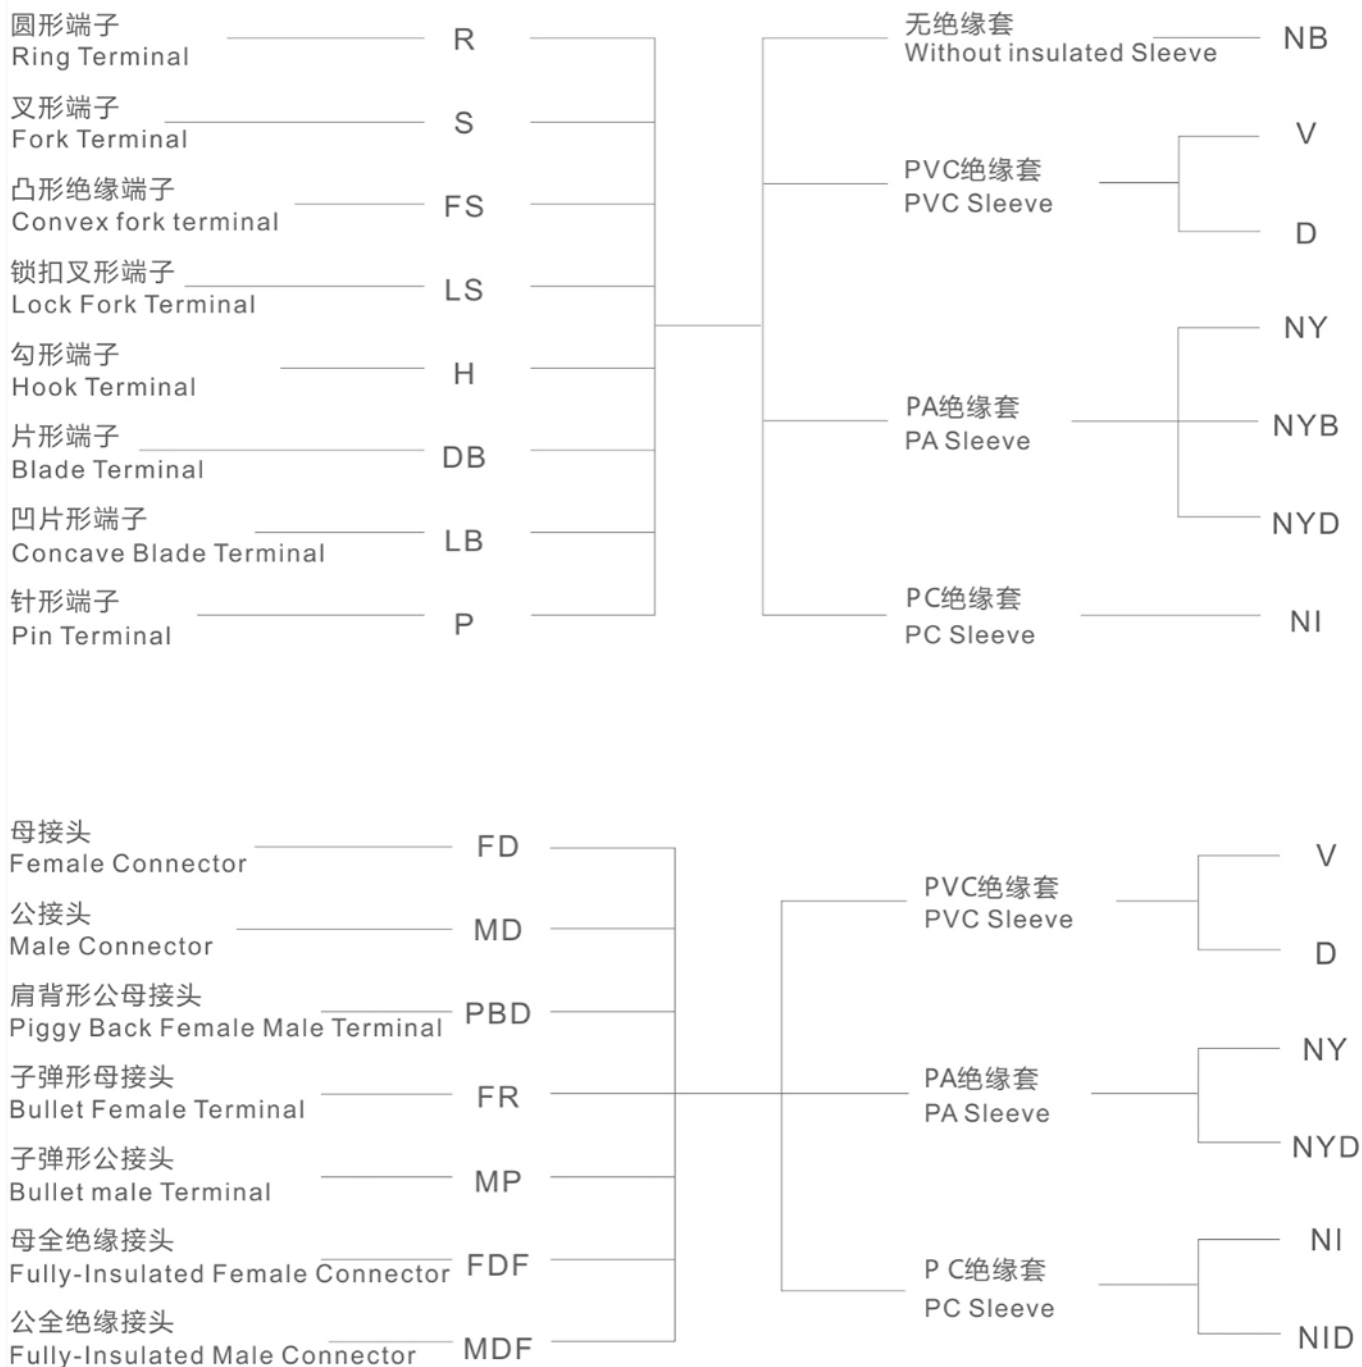 圆形端子
Ring Terminal
R
叉形端子
Fork Terminal
S
凸形绝缘端子
Convex fork terminal
FS
锁扣叉形端子
Lock Fork Terminal
LS
勾形端子
Hook Terminal
H
片形端子
Blade Terminal
DB
凹片形端子
Concave Blade Terminal
LB
针形端子
Pin Terminal
P
无绝缘套
Without insulated Sleeve
NB
PVC绝缘套
PVC Sleeve
V
D
PA绝缘套
PA Sleeve
NY
NYB
NYD
PC绝缘套
PC Sleeve
NI
母接头
Female Connector
FD
公接头
Male Connector
MD
肩背形公母接头
Piggy Back Female Male Terminal
PBD
子弹形母接头
Bullet Female Terminal
FR
子弹形公接头
Bullet male Terminal
MP
母全绝缘接头
Fully-Insulated Female Connector
FDF
公全绝缘接头
Fully-Insulated Male Connector
MDF
PVC绝缘套
PVC Sleeve
V
D
PA绝缘套
PA Sleeve
NY
NYD
P C绝缘套
PC Sleeve
NI
NID